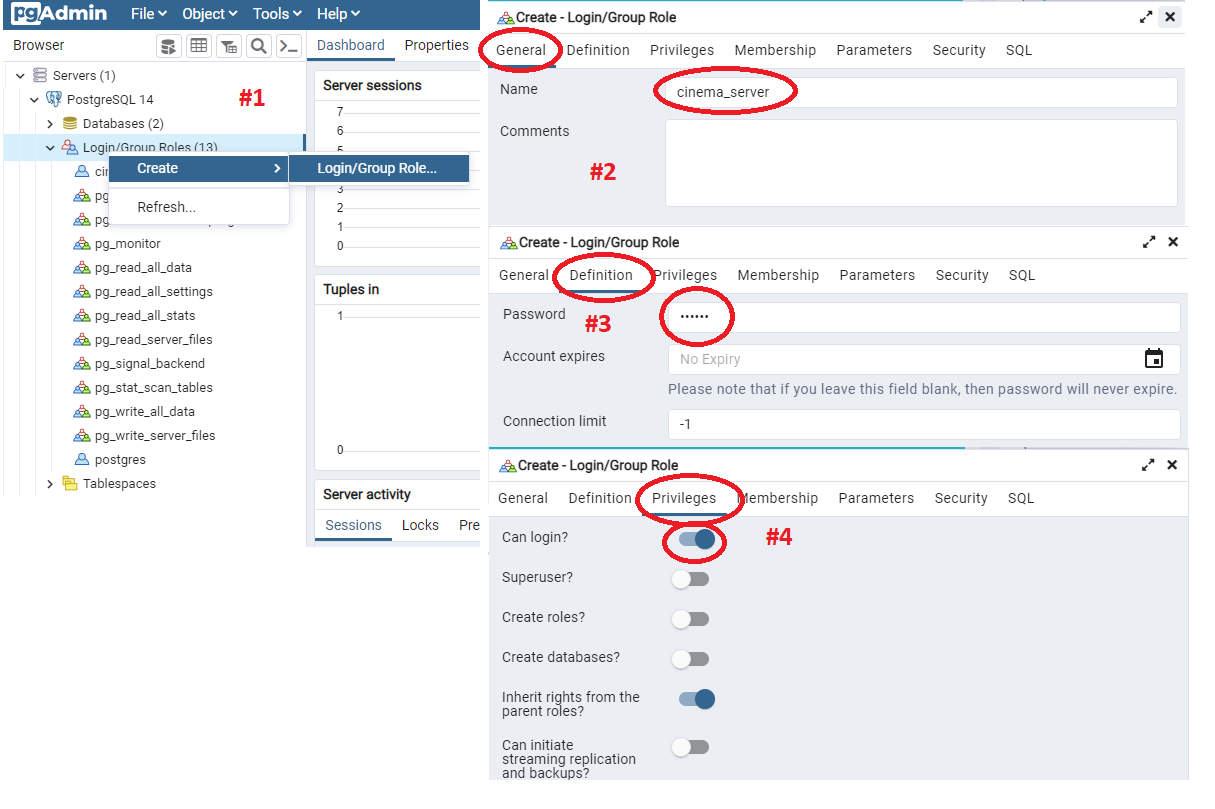 pgAdmin File Object Tools Help
Browser
Dashboard Properties
Servers (1)
PostgreSQL 14
#1
Databases (2)
Login/Group Roles (13)
Create
Login/Group Role...
Refresh...
pg_monitor
pg_read_all_data
pg_read_all_settings
pg_read_all_stats
pg_read_server_files
pg_signal_backend
pg_stat_scan_tables
pg_write_all_data
pg_write_server_files
postgres
Tablespaces
Server sessions
7
6
5
3
2
1
0
Tuples in
1
0
Server activity
Sessions Locks Pre
Create - Login/Group Role
General Definition Privileges Membership Parameters Security SQL
Name
cinema_server
Comments
#2
Create - Login/Group Role
General Definition Privileges Membership Parameters Security SQL
Password
••••••
#3
Account expires
No Expiry
Please note that if you leave this field blank, then password will never expire.
Connection limit
-1
Create - Login/Group Role
General Definition Privileges Membership Parameters Security SQL
Can login?
#4
Superuser?
Create roles?
Create databases?
Inherit rights from the
parent roles?
Can initiate
streaming replication
and backups?